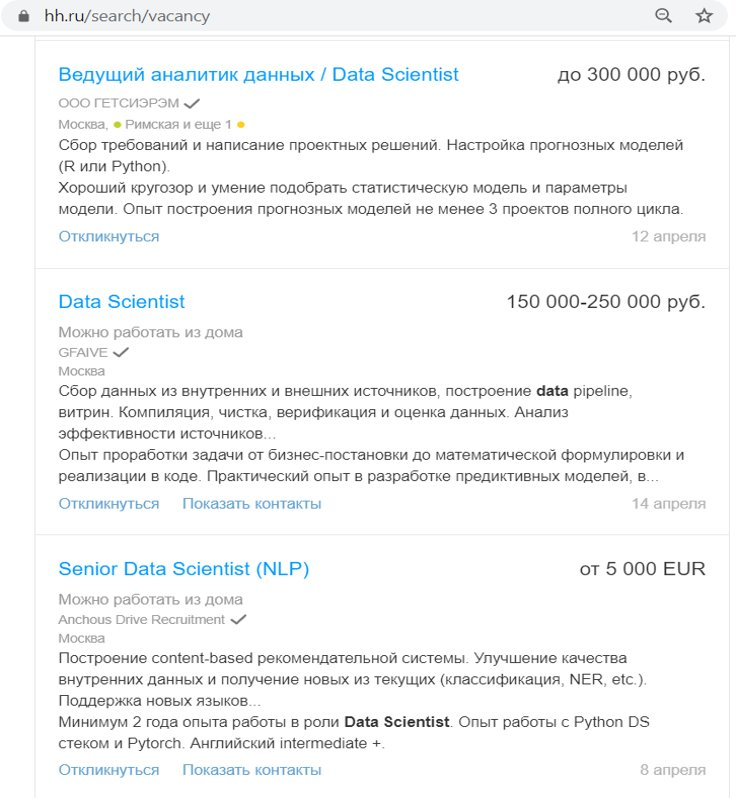 hh.ru/search/vacancy
Ведущий аналитик данных / Data Scientist
до 300 000 руб.
ООО ГЕТСИЭРЭМ
Москва, Римская и еще 1
Сбор требований и написание проектных решений. Настройка прогнозных моделей
(R или Python).
Хороший кругозор и умение подобрать статистическую модель и параметры
модели. Опыт построения прогнозных моделей не менее 3 проектов полного цикла.
Откликнуться
12 апреля
Data Scientist
150 000-250 000 руб.
Можно работать из дома
GFAIVE
Москва
Сбор данных из внутренних и внешних источников, построение data pipeline,
витрин. Компиляция, чистка, верификация и оценка данных. Анализ
эффективности источников...
Опыт проработки задачи от бизнес-постановки до математической формулировки и
реализации в коде. Практический опыт в разработке предиктивных моделей, в...
Откликнуться Показать контакты
14 апреля
Senior Data Scientist (NLP)
от 5 000 EUR
Можно работать из дома
Anchous Drive Recruitment
Москва
Построение content-based рекомендательной системы. Улучшение качества
внутренних данных и получение новых из текущих (классификация, NER, etc.).
Поддержка новых языков...
Минимум 2 года опыта работы в роли Data Scientist. Опыт работы с Python DS
стеком и Pytorch. Английский intermediate +.
Откликнуться Показать контакты
8 апреля